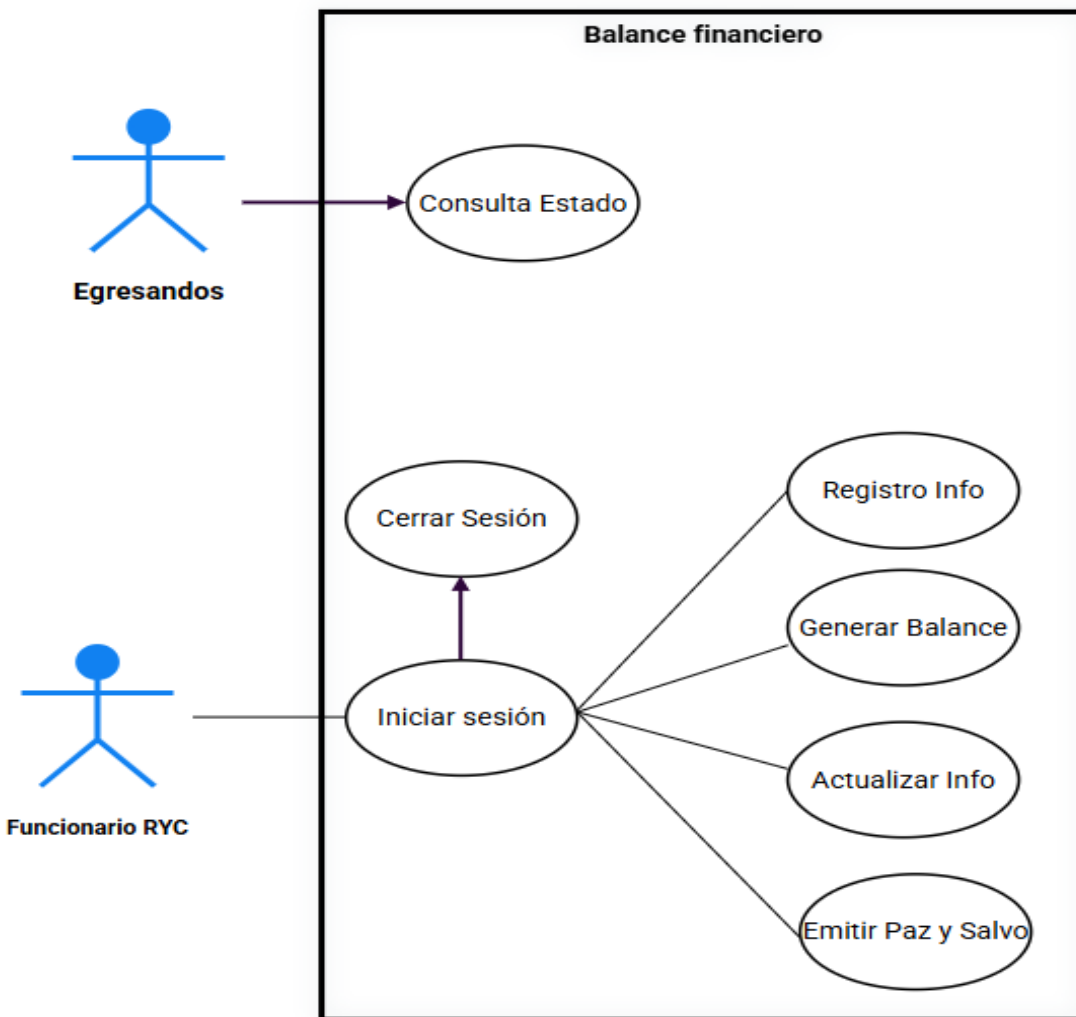 Balance financiero
Consulta Estado
Egresandos
Registro Info
Cerrar Sesión
Generar Balance
Iniciar sesión
Actualizar Info
Funcionario RYC
Emitir Paz y Salvo